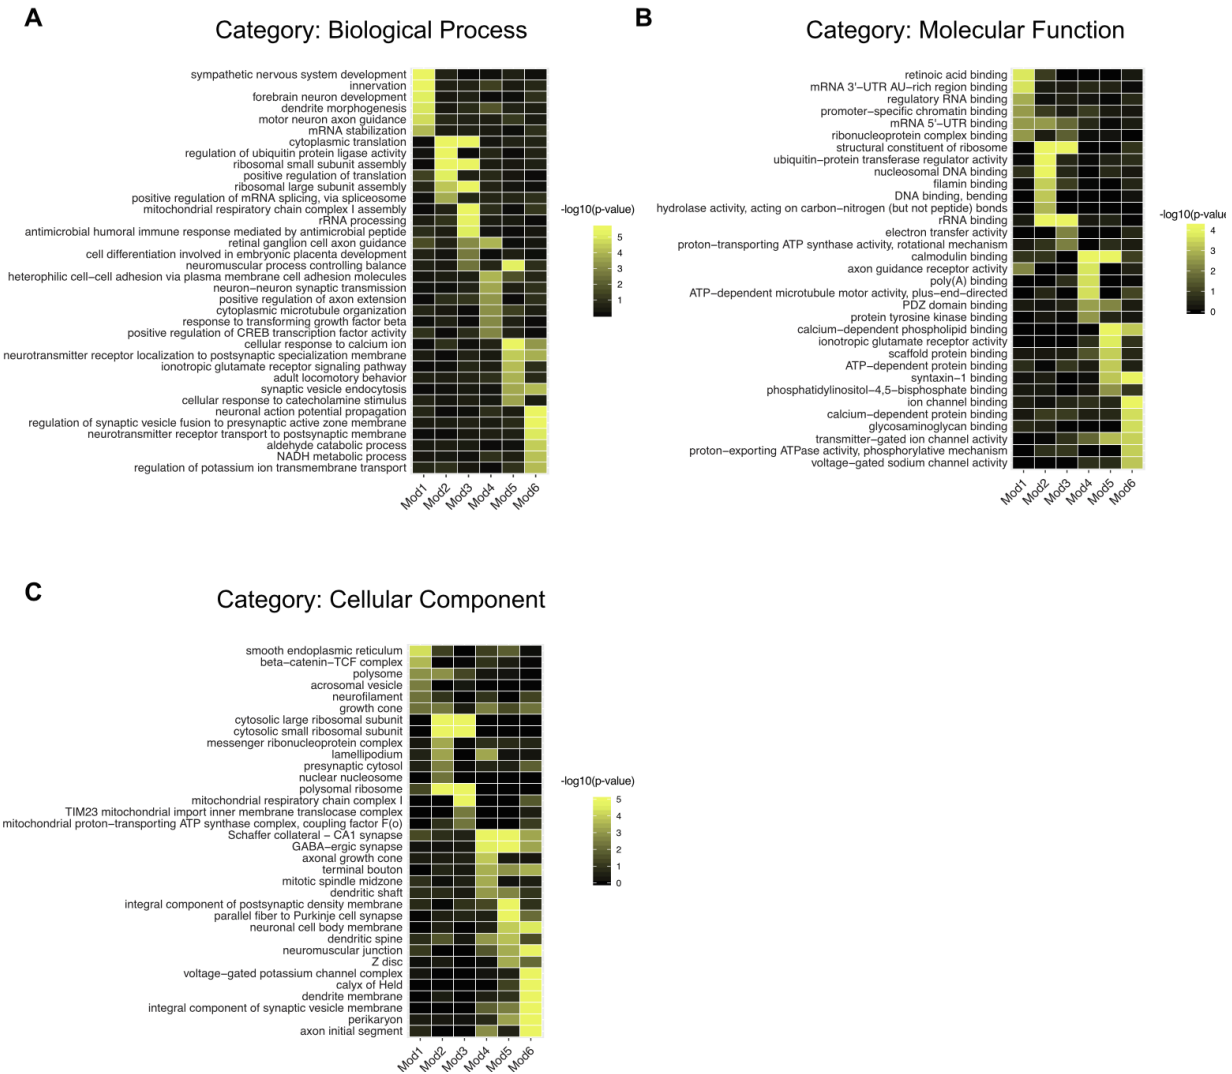 A
Category: Biological Process
sympathetic nervous system development
innervation
forebrain neuron development
dendrite morphogenesis
motor neuron axon guidance
mRNA stabilization
cytoplasmic translation
regulation of ubiquitin protein ligase activity
ribosomal small subunit assembly
positive regulation of translation
ribosomal large subunit assembly
positive regulation of mRNA splicing, via spliceosome
mitochondrial respiratory chain complex I assembly
rRNA processing
antimicrobial humoral immune response mediated by antimicrobial peptide
retinal ganglion cell axon guidance
cell differentiation involved in embryonic placenta development
neuromuscular process controlling balance
heterophilic cell−cell adhesion via plasma membrane cell adhesion molecules
neuron−neuron synaptic transmission
positive regulation of axon extension
cytoplasmic microtubule organization
response to transforming growth factor beta
positive regulation of CREB transcription factor activity
cellular response to calcium ion
neurotransmitter receptor localization to postsynaptic specialization membrane
ionotropic glutamate receptor signaling pathway
adult locomotory behavior
synaptic vesicle endocytosis
cellular response to catecholamine stimulus
neuronal action potential propagation
regulation of synaptic vesicle fusion to presynaptic active zone membrane
neurotransmitter receptor transport to postsynaptic membrane
aldehyde catabolic process
NADH metabolic process
regulation of potassium ion transmembrane transport
Mod1 Mod2 Mod3 Mod4 Mod5 Mod6
-log10(p-value)
5
4
3
2
1
B
Category: Molecular Function
retinoic acid binding
mRNA 3'−UTR AU−rich region binding
regulatory RNA binding
promoter−specific chromatin binding
mRNA 5'−UTR binding
ribonucleoprotein complex binding
structural constituent of ribosome
ubiquitin−protein transferase regulator activity
nucleosomal DNA binding
filamin binding
DNA binding, bending
hydrolase activity, acting on carbon−nitrogen (but not peptide) bonds
rRNA binding
electron transfer activity
proton−transporting ATP synthase activity, rotational mechanism
calmodulin binding
axon guidance receptor activity
poly(A) binding
ATP−dependent microtubule motor activity, plus−end−directed
PDZ domain binding
protein tyrosine kinase binding
calcium−dependent phospholipid binding
ionotropic glutamate receptor activity
scaffold protein binding
ATP−dependent protein binding
syntaxin−1 binding
phosphatidylinositol−4,5−bisphosphate binding
ion channel binding
calcium−dependent protein binding
glycosaminoglycan binding
transmitter−gated ion channel activity
proton−exporting ATPase activity, phosphorylative mechanism
voltage−gated sodium channel activity
Mod1 Mod2 Mod3 Mod4 Mod5 Mod6
-log10(p-value)
4
3
2
1
0
C
Category: Cellular Component
smooth endoplasmic reticulum
beta−catenin−TCF complex
polysome
acrosomal vesicle
neurofilament
growth cone
cytosolic large ribosomal subunit
cytosolic small ribosomal subunit
messenger ribonucleoprotein complex
lamellipodium
presynaptic cytosol
nuclear nucleosome
polysomal ribosome
mitochondrial respiratory chain complex I
TIM23 mitochondrial import inner membrane translocase complex
mitochondrial proton−transporting ATP synthase complex, coupling factor F(o)
Schaffer collateral − CA1 synapse
GABA−ergic synapse
axonal growth cone
terminal bouton
mitotic spindle midzone
dendritic shaft
integral component of postsynaptic density membrane
parallel fiber to Purkinje cell synapse
neuronal cell body membrane
dendritic spine
neuromuscular junction
Z disc
voltage−gated potassium channel complex
calyx of Held
dendrite membrane
integral component of synaptic vesicle membrane
perikaryon
axon initial segment
Mod1 Mod2 Mod3 Mod4 Mod5 Mod6
-log10(p-value)
5
4
3
2
1
0